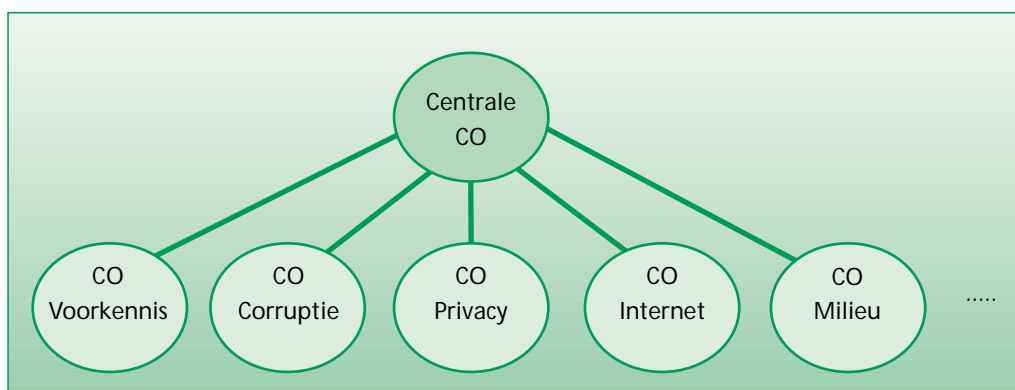 Centrale
CO
CO
Voorkennis
CO
Corruptie
CO
Privacy
CO
Internet
CO
Milieu
.....